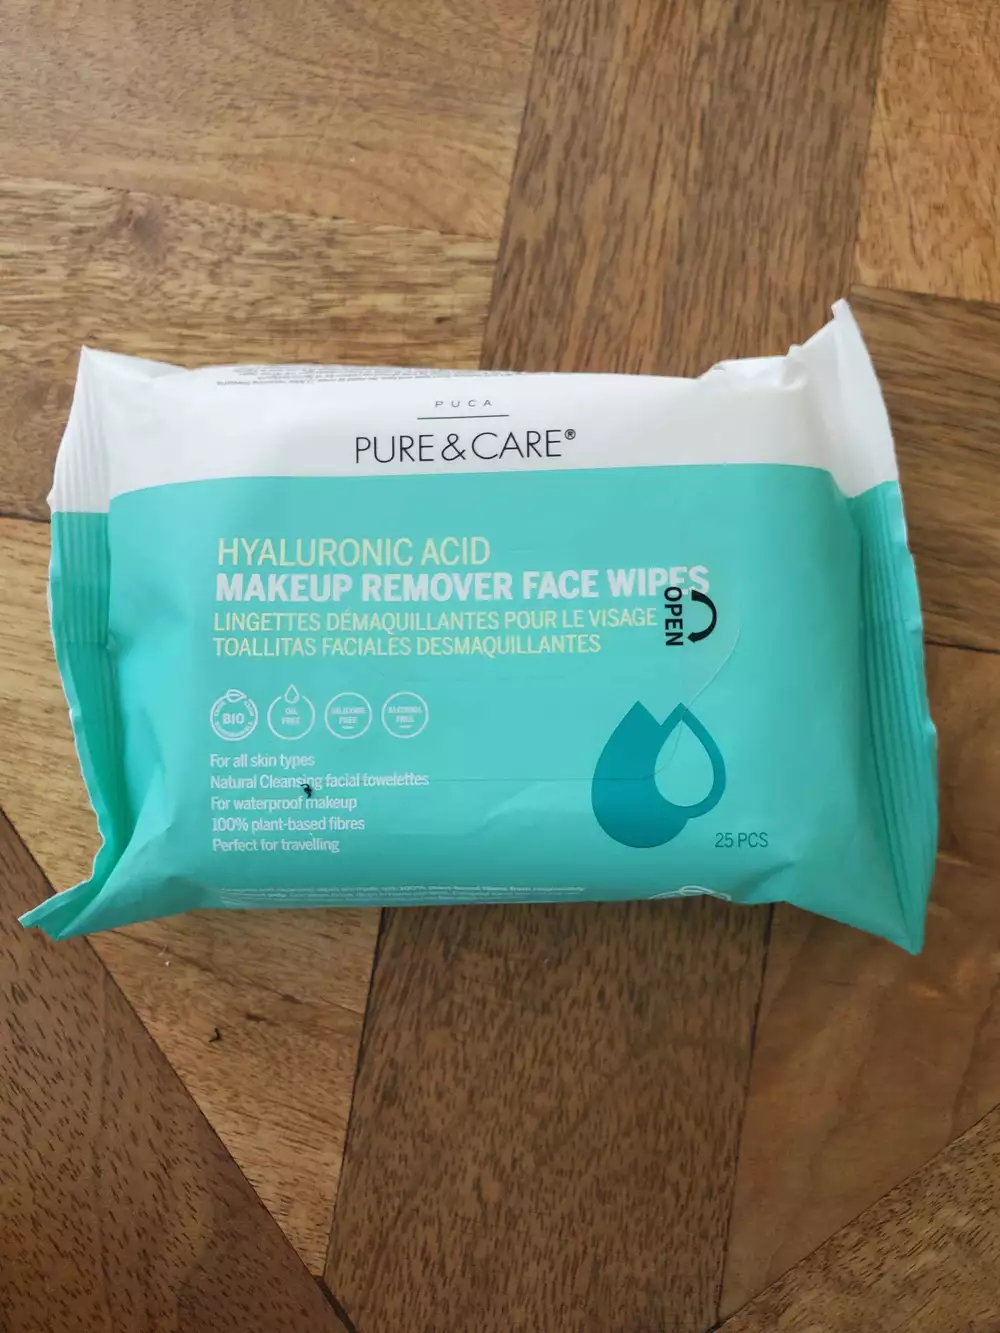 PUCA
PURE & CARE®
HYALURONIC ACID
MAKEUP REMOVER FACE WIPES
LINGETTES DÉMAQUILLANTES POUR LE VISAGE
TOALLITAS FACIALES DESMAQUILLANTES
OPEN
BIO
OIL FREE
SILICONE FREE
ALCOHOL FREE
For all skin types
Natural Cleansing facial towelettes
For waterproof makeup
100% plant-based fibres
Perfect for travelling
25 PCS